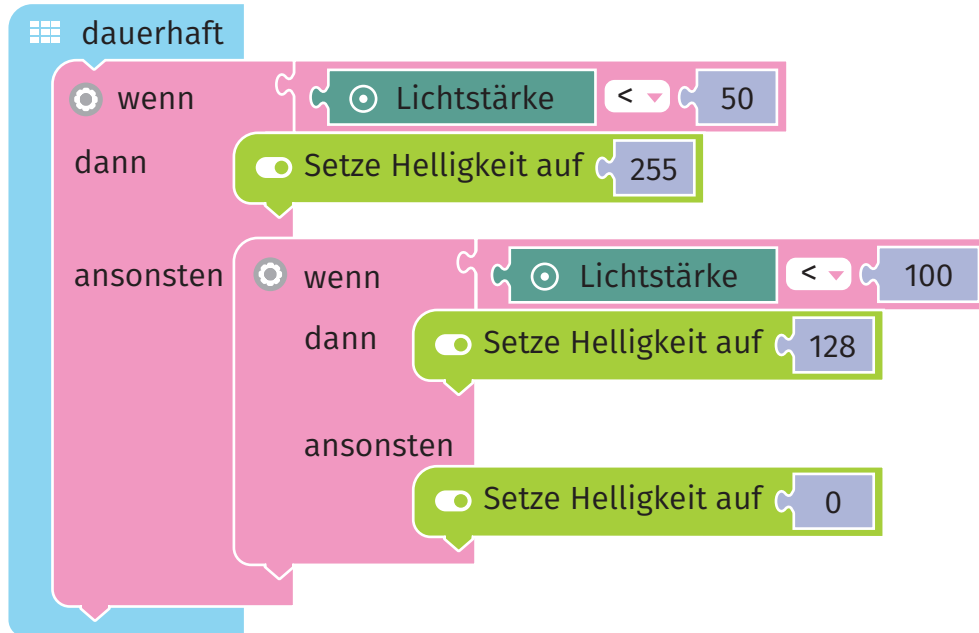 dauerhaft
wenn Lichtstärke < 50
dann Setze Helligkeit auf 255
ansonsten wenn Lichtstärke < 100
dann Setze Helligkeit auf 128
ansonsten
Setze Helligkeit auf 0